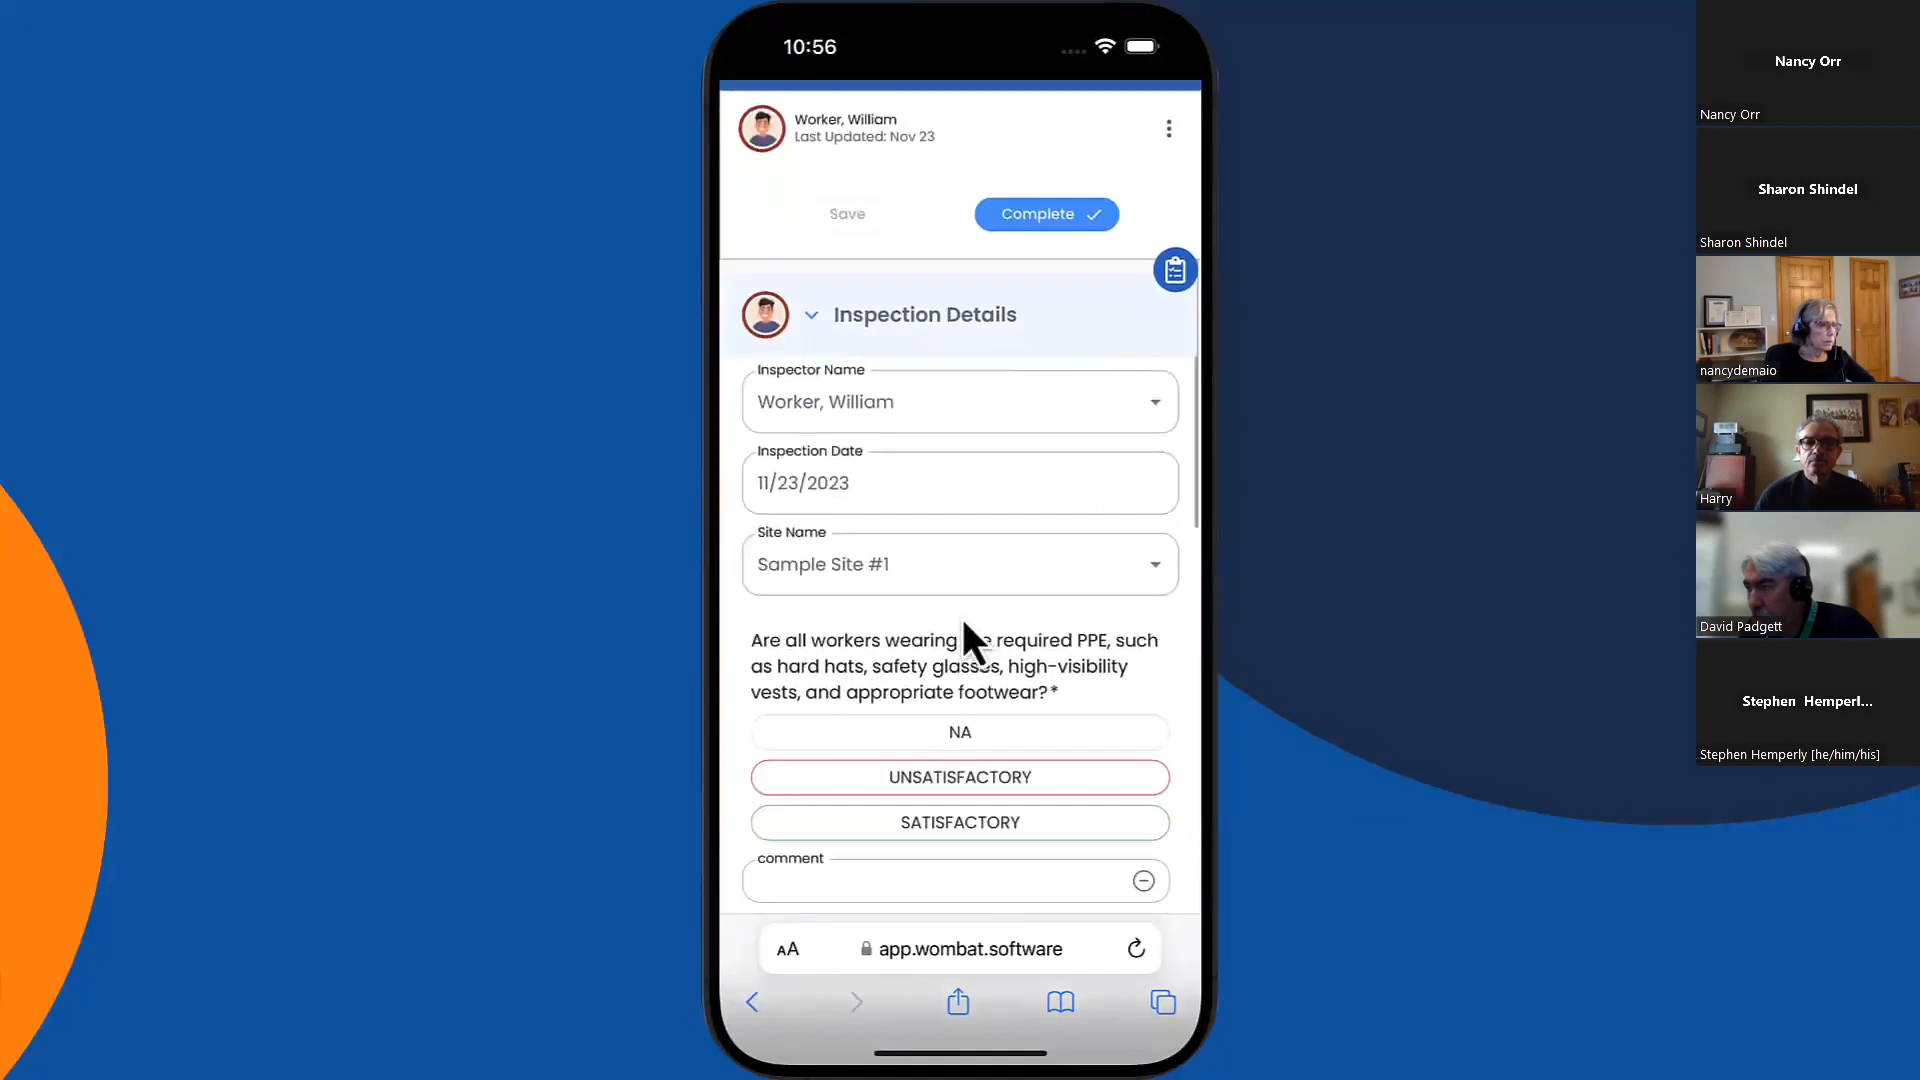 10:56
Worker, William
Last Updated: Nov 23
Save
Complete
Inspection Details
Inspector Name
Worker, William
Inspection Date
11/23/2023
Site Name
Sample Site #1
Are all workers wearing required PPE, such
as hard hats, safety glasses, high-visibility
vests, and appropriate footwear?*
NA
UNSATISFACTORY
SATISFACTORY
comment
AA
app.wombat.software
Nancy Orr
Nancy Orr
Sharon Shindel
Sharon Shindel
nancydemaio
Harry
David Padgett
Stephen Hemperl...
Stephen Hemperly [he/him/his]